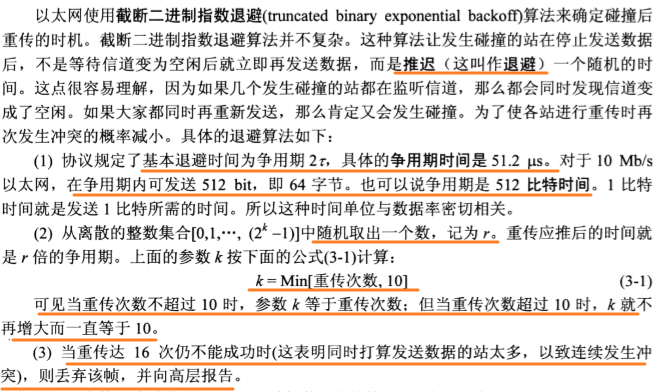 以太网使用截断二进制指数退避(truncated binary exponential backoff)算法来确定碰撞后
重传的时机。截断二进制指数退避算法并不复杂。这种算法让发生碰撞的站在停止发送数据
后，不是等待信道变为空闲后就立即再发送数据，而是推迟（这叫作退避）一个随机的时
间。这点很容易理解，因为如果几个发生碰撞的站都在监听信道，那么都会同时发现信道变
成了空闲。如果大家都同时再重新发送，那么肯定又会发生碰撞。为了使各站进行重传时再
次发生冲突的概率减小。具体的退避算法如下：
(1) 协议规定了基本退避时间为争用期 2τ，具体的争用期时间是 51.2 μs。对于 10 Mb/s
以太网，在争用期内可发送 512 bit，即 64 字节。也可以说争用期是 512 比特时间。1 比特
时间就是发送 1 比特所需的时间。所以这种时间单位与数据率密切相关。
(2) 从离散的整数集合[0,1,⋯, (2^k −1)]中随机取出一个数，记为 r。重传应推后的时间就
是 r 倍的争用期。上面的参数 k 按下面的公式(3-1)计算：
k = Min[重传次数, 10] (3-1)
可见当重传次数不超过 10 时，参数 k 等于重传次数；但当重传次数超过 10 时，k 就不
再增大而一直等于 10。
(3) 当重传达 16 次仍不能成功时(这表明同时打算发送数据的站太多，以致连续发生冲
突)，则丢弃该帧，并向高层报告。